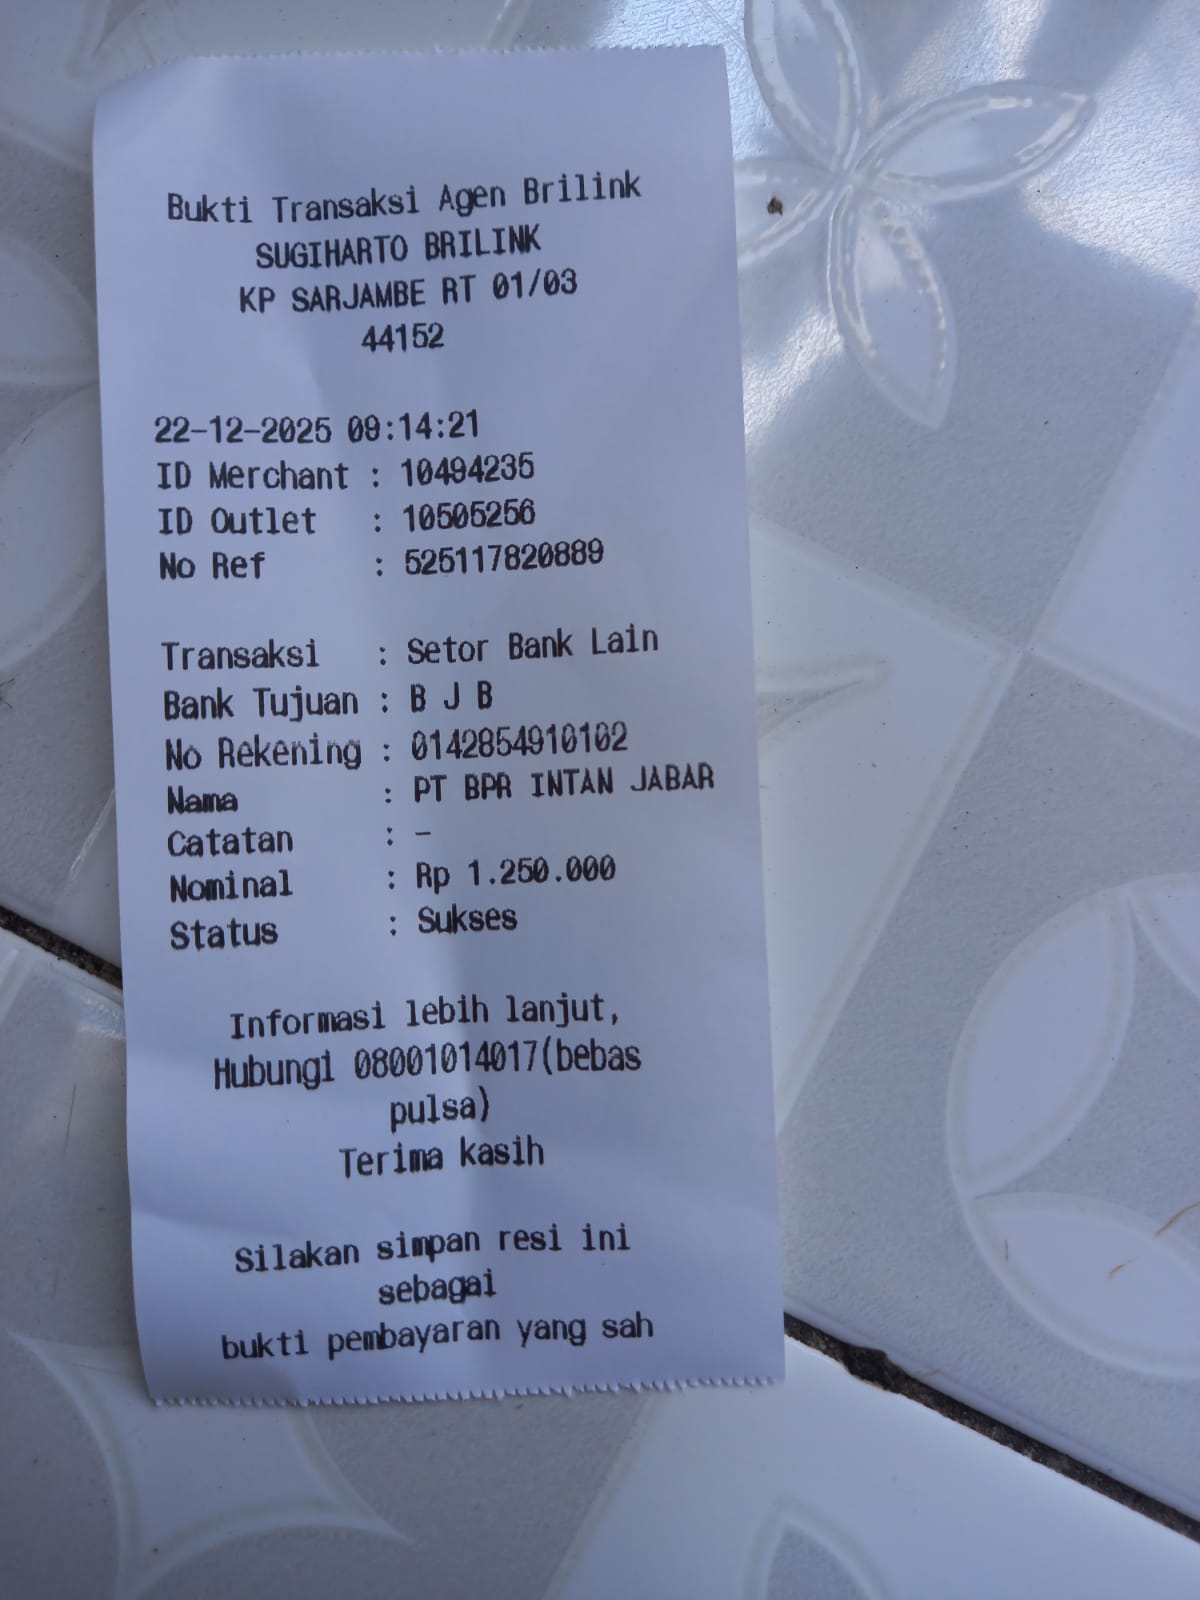 Bukti Transaksi Agen Brilink
SUGIHARTO BRILINK
KP SARJAMBE RT 01/03
44152
22-12-2025 09:14:21
ID Merchant : 10494235
ID Outlet : 10505256
No Ref : 525117820889
Transaksi : Setor Bank Lain
Bank Tujuan : B J B
No Rekening : 0142854910102
Nama : PT BPR INTAN JABAR
Catatan : -
Nominal : Rp 1.250.000
Status : Sukses
Informasi lebih lanjut,
Hubungi 08001014017(bebas
pulsa)
Terima kasih
Silakan simpan resi ini
sebagai
bukti pembayaran yang sah